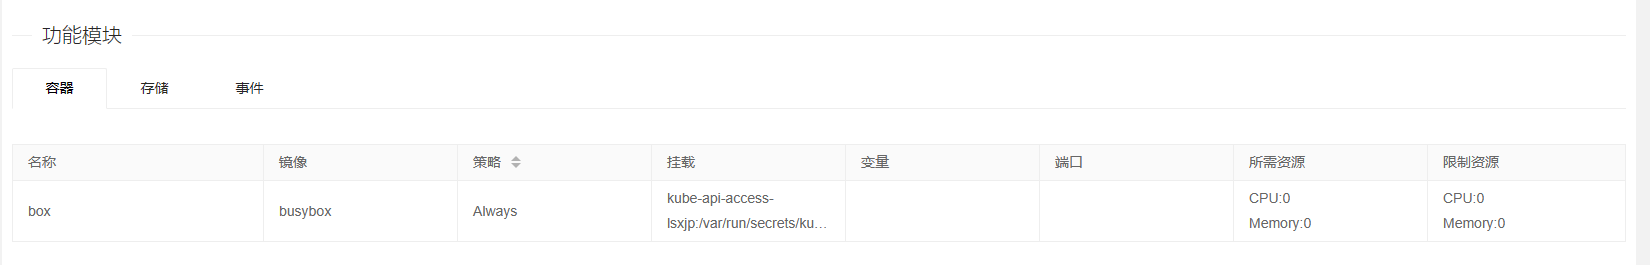 功能模块
容器 存储 事件
名称 镜像 策略 挂载 变量 端口 所需资源 限制资源
box busybox Always kube-api-access- CPU:0 CPU:0
lsxjp:/var/run/secrets/ku… Memory:0 Memory:0